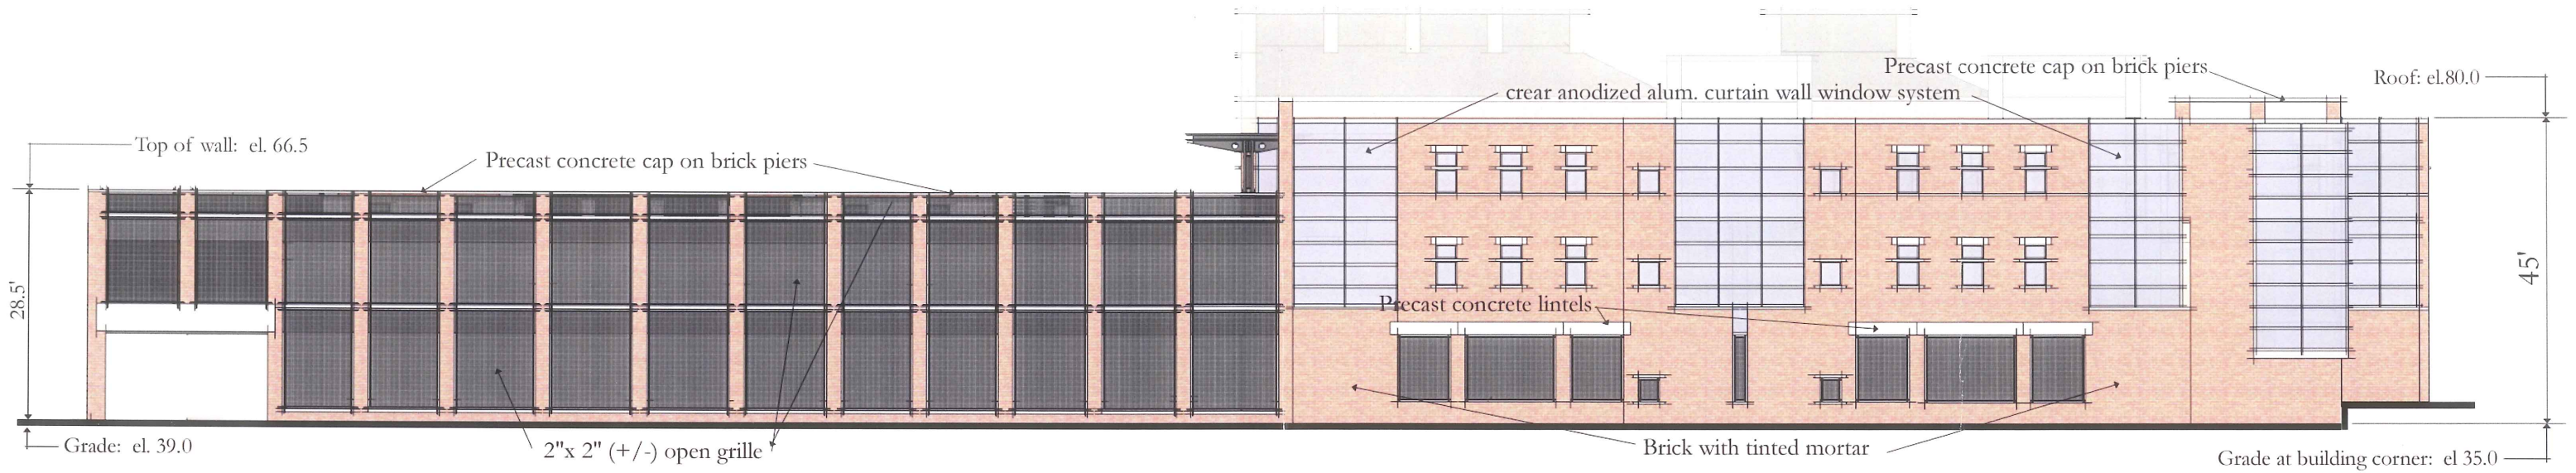 Precast concrete cap on brick piers
Roof: el.80.0
crear anodized alum. curtain wall window system
Top of wall:  el. 66.5
Precast concrete cap on brick piers
28.5'
45'
Precast concrete lintels
Grade:  el. 39.0
2"x 2" (+/-) open grille
Brick with tinted mortar
Grade at building corner:  el 35.0